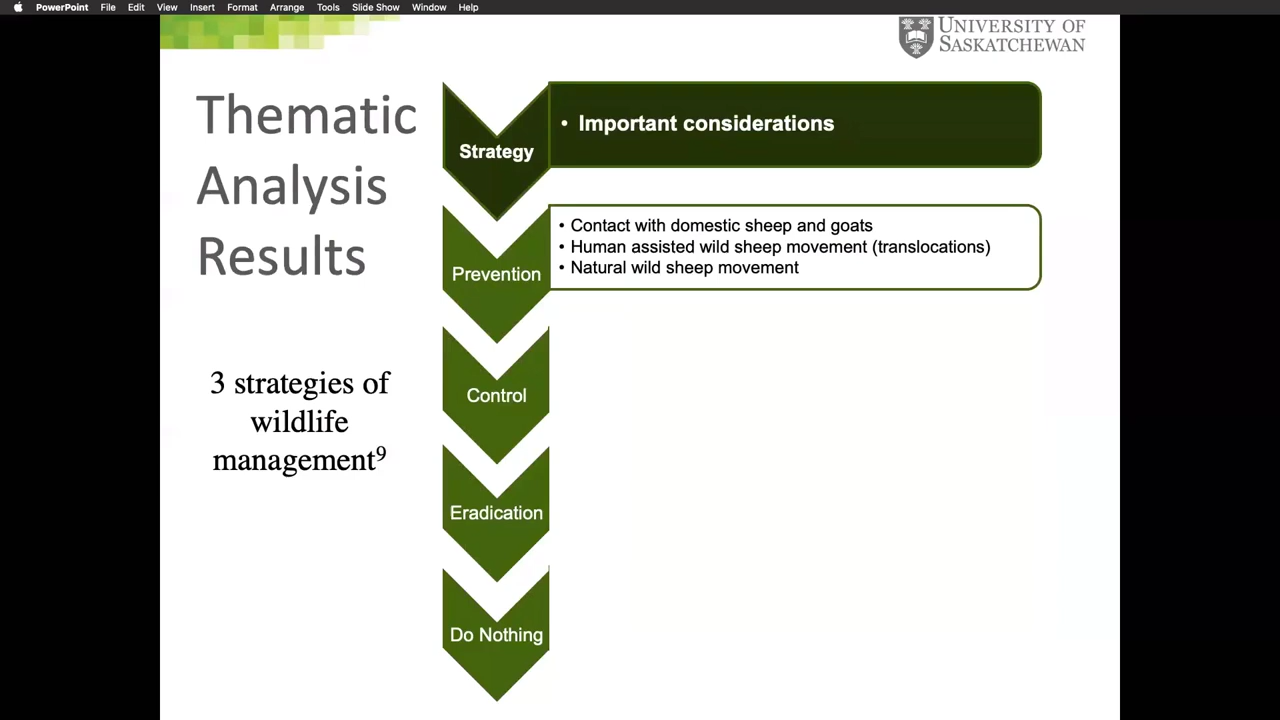 PowerPoint File Edit View Insert Format Arrange Tools Slide Show Window Help
UNIVERSITY OF
SASKATCHEWAN
Thematic
Analysis
Results
3 strategies of
wildlife
management⁹
Strategy
• Important considerations
Prevention
• Contact with domestic sheep and goats
• Human assisted wild sheep movement (translocations)
• Natural wild sheep movement
Control
Eradication
Do Nothing